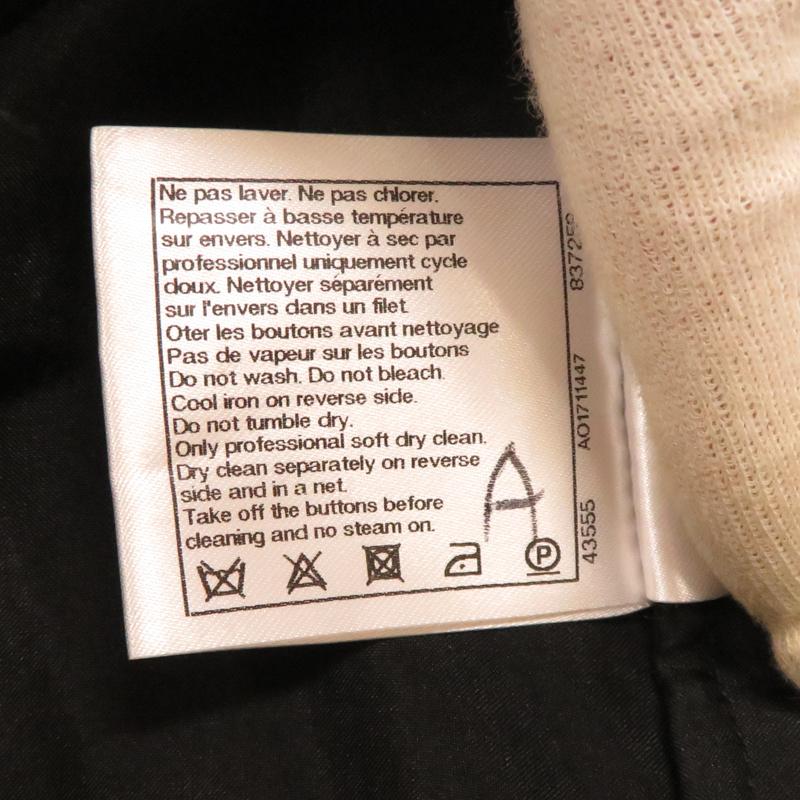 Ne pas laver. Ne pas chlorer.
Repasser à basse température
sur envers. Nettoyer à sec par
professionnel uniquement cycle
doux. Nettoyer séparément
sur l'envers dans un filet
Oter les boutons avant nettoyage
Pas de vapeur sur les boutons
Do not wash. Do not bleach.
Cool iron on reverse side.
Do not tumble dry.
Only professional soft dry clean.
Dry clean separately on reverse
side and in a net.
Take off the buttons before
cleaning and no steam on.
A
P
43555
AO1711447